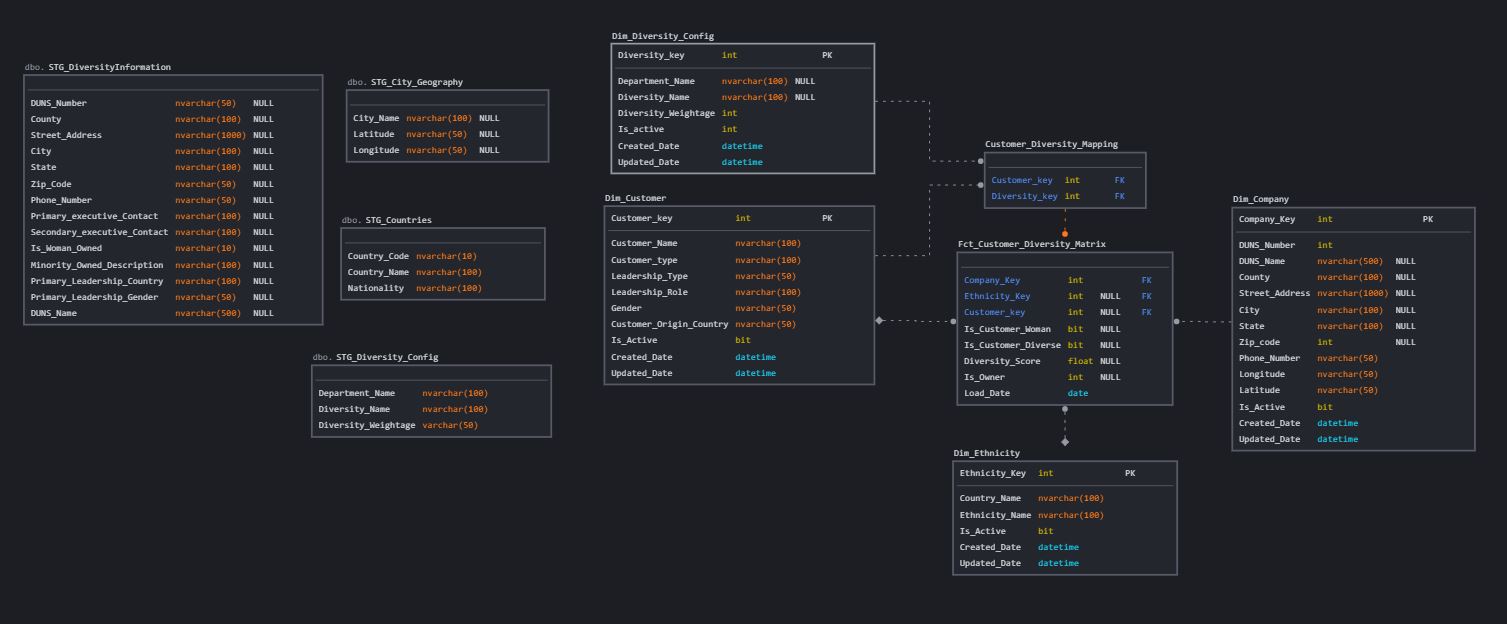 dbo. STG_DiversityInformation
DUNS_Number nvarchar(50) NULL
County nvarchar(100) NULL
Street_Address nvarchar(1000) NULL
City nvarchar(100) NULL
State nvarchar(100) NULL
Zip_Code nvarchar(50) NULL
Phone_Number nvarchar(50) NULL
Primary_executive_Contact nvarchar(100) NULL
Secondary_executive_Contact nvarchar(100) NULL
Is_Woman_Owned nvarchar(10) NULL
Minority_Owned_Description nvarchar(100) NULL
Primary_Leadership_Country nvarchar(100) NULL
Primary_Leadership_Gender nvarchar(50) NULL
DUNS_Name nvarchar(500) NULL
dbo. STG_City_Geography
City_Name nvarchar(100) NULL
Latitude nvarchar(50) NULL
Longitude nvarchar(50) NULL
dbo. STG_Countries
Country_Code nvarchar(10)
Country_Name nvarchar(100)
Nationality nvarchar(100)
dbo. STG_Diversity_Config
Department_Name nvarchar(100)
Diversity_Name nvarchar(100)
Diversity_Weightage varchar(50)
Dim_Diversity_Config
Diversity_key int PK
Department_Name nvarchar(100) NULL
Diversity_Name nvarchar(100) NULL
Diversity_Weightage int
Is_active int
Created_Date datetime
Updated_Date datetime
Dim_Customer
Customer_key int PK
Customer_Name nvarchar(100)
Customer_type nvarchar(100)
Leadership_Type nvarchar(50)
Leadership_Role nvarchar(100)
Gender nvarchar(50)
Customer_Origin_Country nvarchar(50)
Is_Active bit
Created_Date datetime
Updated_Date datetime
Customer_Diversity_Mapping
Customer_key int FK
Diversity_key int FK
Fct_Customer_Diversity_Matrix
Company_Key int FK
Ethnicity_Key int NULL FK
Customer_key int NULL FK
Is_Customer_Woman bit NULL
Is_Customer_Diverse bit NULL
Diversity_Score float NULL
Is_Owner int NULL
Load_Date date
Dim_Ethnicity
Ethnicity_Key int PK
Country_Name nvarchar(100)
Ethnicity_Name nvarchar(100)
Is_Active bit
Created_Date datetime
Updated_Date datetime
Dim_Company
Company_Key int PK
DUNS_Number int
DUNS_Name nvarchar(500) NULL
County nvarchar(100) NULL
Street_Address nvarchar(1000) NULL
City nvarchar(100) NULL
State nvarchar(100) NULL
Zip_code int NULL
Phone_Number nvarchar(50)
Longitude nvarchar(50)
Latitude nvarchar(50)
Is_Active bit
Created_Date datetime
Updated_Date datetime